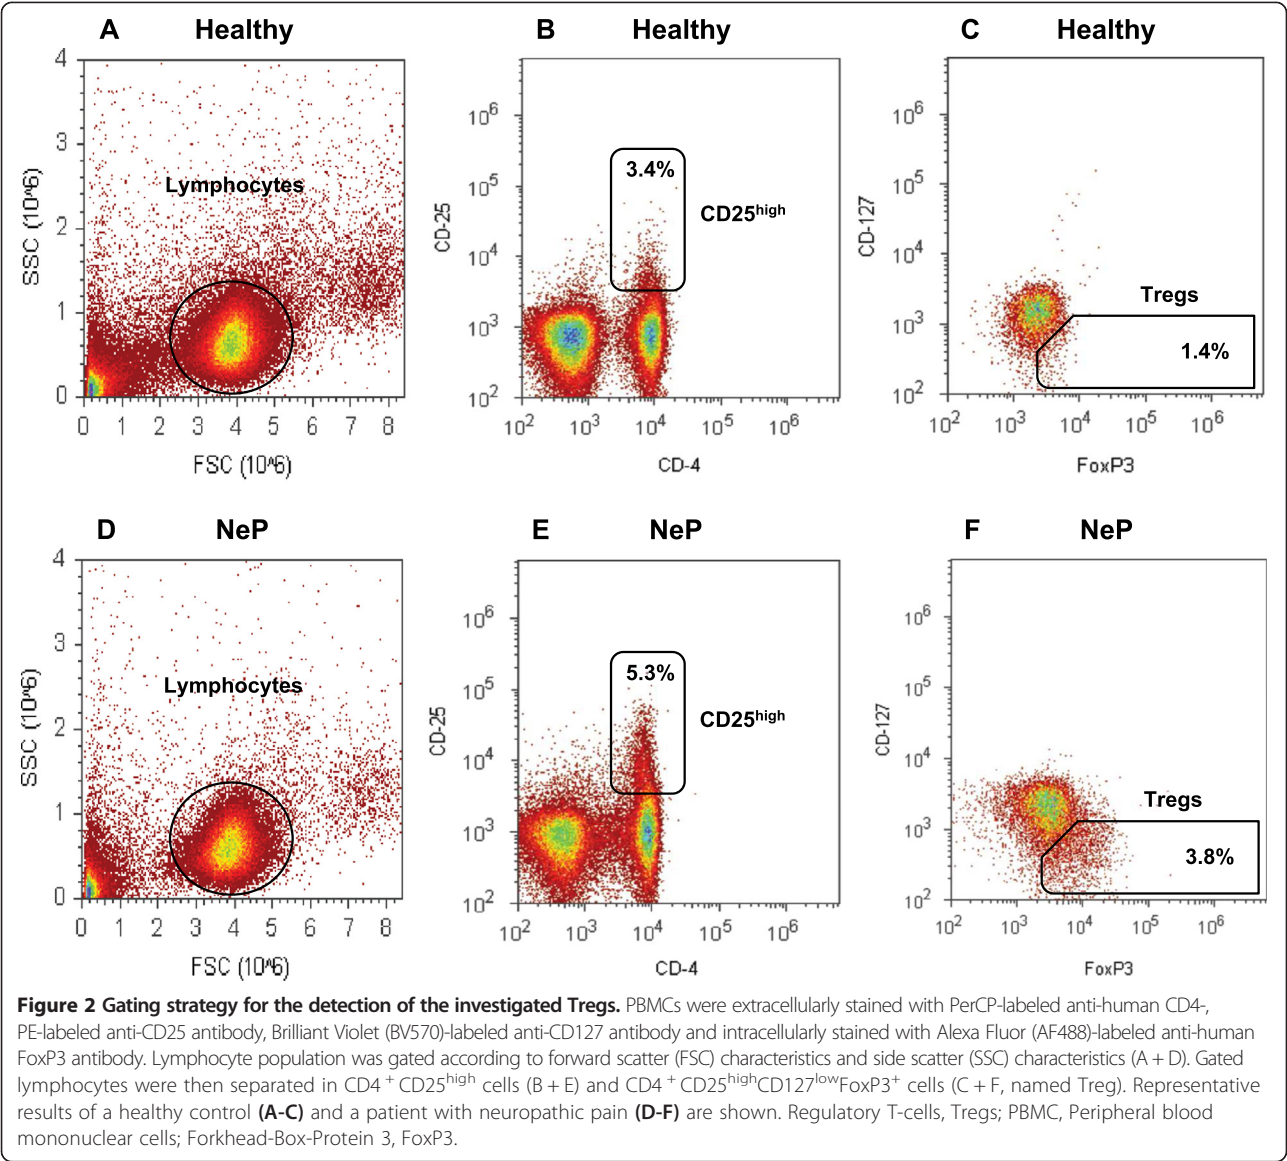 A Healthy
4
3
2
1
0
SSC (10^6)
Lymphocytes
0 1 2 3 4 5 6 7 8
FSC (10^6)
B Healthy
10^6
10^5
10^4
10^3
10^2
CD-25
3.4%
CD25^high
10^2 10^3 10^4 10^5 10^6
CD-4
C Healthy
10^6
10^5
10^4
10^3
10^2
CD-127
Tregs
1.4%
10^2 10^3 10^4 10^5 10^6
FoxP3
D NeP
4
3
2
1
0
SSC (10^6)
Lymphocytes
0 1 2 3 4 5 6 7 8
FSC (10^6)
E NeP
10^6
10^5
10^4
10^3
10^2
CD-25
5.3%
CD25^high
10^2 10^3 10^4 10^5 10^6
CD-4
F NeP
10^6
10^5
10^4
10^3
10^2
CD-127
Tregs
3.8%
10^2 10^3 10^4 10^5 10^6
FoxP3
Figure 2 Gating strategy for the detection of the investigated Tregs. PBMCs were extracellularly stained with PerCP-labeled anti-human CD4-,
PE-labeled anti-CD25 antibody, Brilliant Violet (BV570)-labeled anti-CD127 antibody and intracellularly stained with Alexa Fluor (AF488)-labeled anti-human
FoxP3 antibody. Lymphocyte population was gated according to forward scatter (FSC) characteristics and side scatter (SSC) characteristics (A + D). Gated
lymphocytes were then separated in CD4^+CD25^high cells (B + E) and CD4^+CD25^highCD127^lowFoxP3^+ cells (C + F, named Treg). Representative
results of a healthy control (A-C) and a patient with neuropathic pain (D-F) are shown. Regulatory T-cells, Tregs; PBMC, Peripheral blood
mononuclear cells; Forkhead-Box-Protein 3, FoxP3.